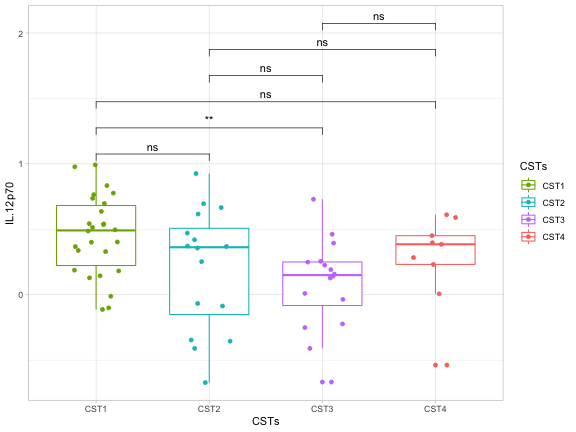 ns
ns
ns
ns
**
ns
2
1
0
IL.12p70
CST1 CST2 CST3 CST4
CSTs
CSTs
CST1
CST2
CST3
CST4